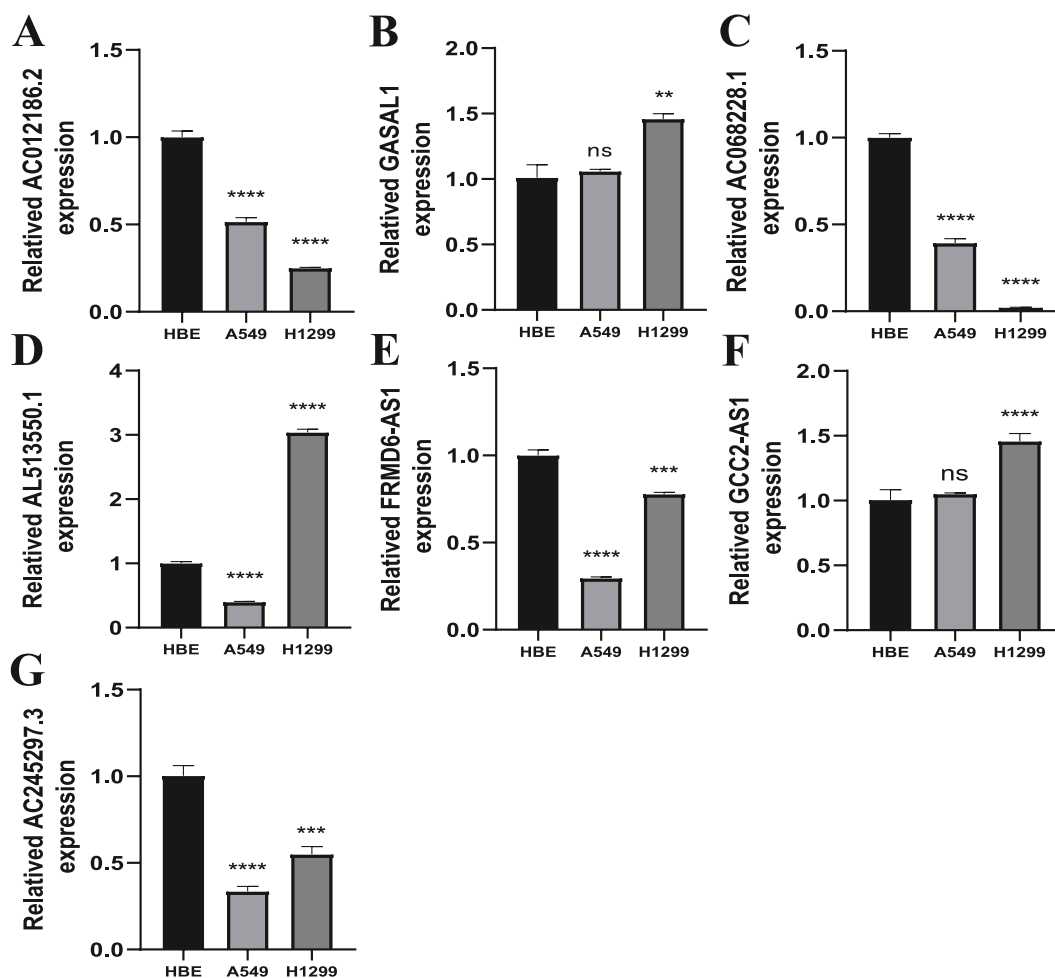 A
Relatived AC012186.2
expression
1.5
1.0
0.5
0.0
****
****
HBE A549 H1299
B
Relatived GASAL1
expression
2.0
1.5
1.0
0.5
0.0
ns
**
HBE A549 H1299
C
Relatived AC068228.1
expression
1.5
1.0
0.5
0.0
****
****
HBE A549 H1299
D
Relatived AL513550.1
expression
4
3
2
1
0
****
****
HBE A549 H1299
E
Relatived FRMD6-AS1
expression
1.5
1.0
0.5
0.0
****
***
HBE A549 H1299
F
Relatived GCC2-AS1
expression
2.0
1.5
1.0
0.5
0.0
ns
****
HBE A549 H1299
G
Relatived AC245297.3
expression
1.5
1.0
0.5
0.0
****
***
HBE A549 H1299